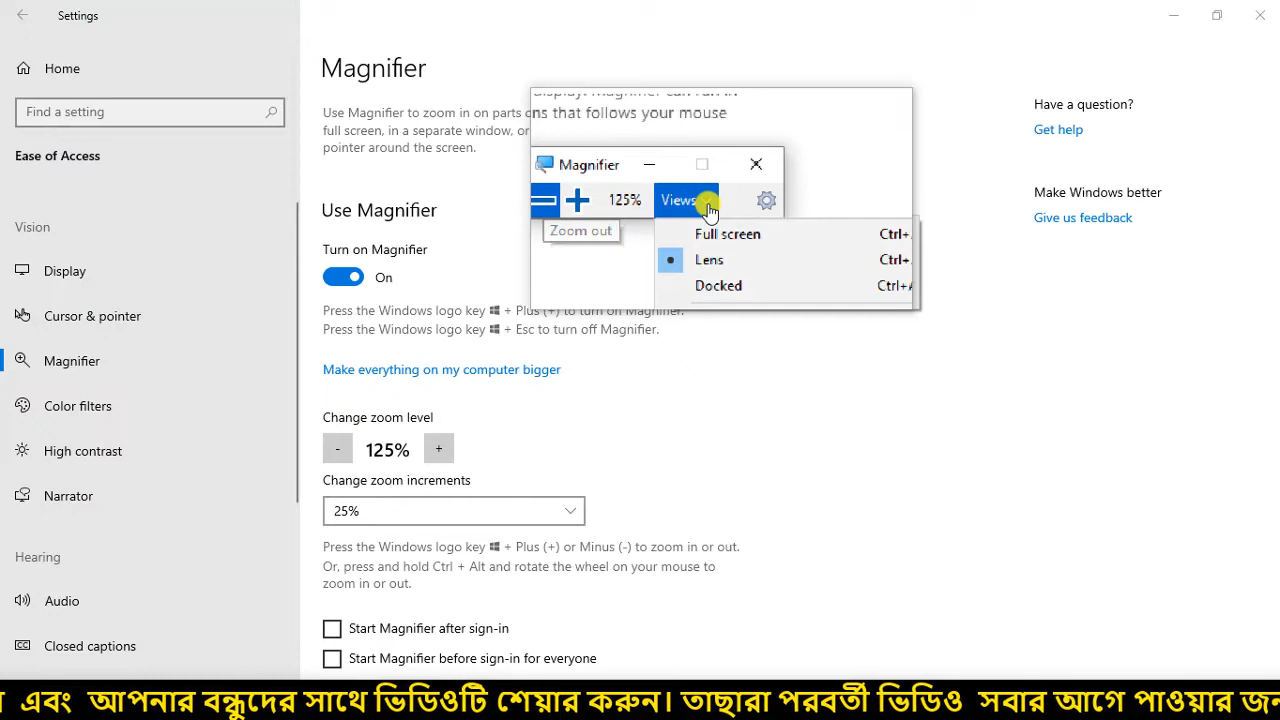 Settings
Home
Find a setting
Ease of Access
Vision
Display
Cursor & pointer
Magnifier
Color filters
High contrast
Narrator
Hearing
Audio
Closed captions
Magnifier
Use Magnifier to zoom in on parts
full screen, in a separate window, or
pointer around the screen.
Use Magnifier
Turn on Magnifier
On
Press the Windows logo key + Plus (+) to turn on Magnifier.
Press the Windows logo key + Esc to turn off Magnifier.
Make everything on my computer bigger
Change zoom level
- 125% +
Change zoom increments
25%
Press the Windows logo key + Plus (+) or Minus (-) to zoom in or out.
Or, press and hold Ctrl + Alt and rotate the wheel on your mouse to
zoom in or out.
Start Magnifier after sign-in
Start Magnifier before sign-in for everyone
display. Magnifier can run in
ns that follows your mouse
Magnifier
125% Views
Zoom out
Full screen Ctrl+
Lens Ctrl+
Docked Ctrl+
Have a question?
Get help
Make Windows better
Give us feedback
এবং আপনার বন্ধুদের সাথে ভিডিওটি শেয়ার করুন। তাছারা পরবর্তী ভিডিও সবার আগে পাওয়ার